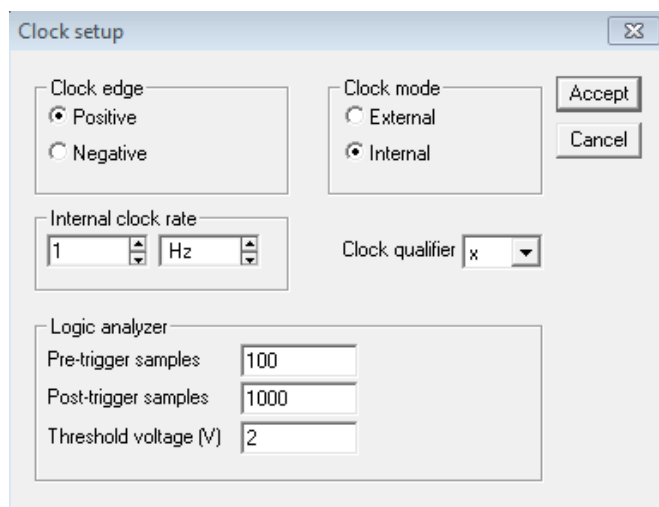 Clock setup
Clock edge
Positive
Negative
Clock mode
External
Internal
Accept
Cancel
Internal clock rate
1 Hz
Clock qualifier x
Logic analyzer
Pre-trigger samples 100
Post-trigger samples 1000
Threshold voltage (V) 2